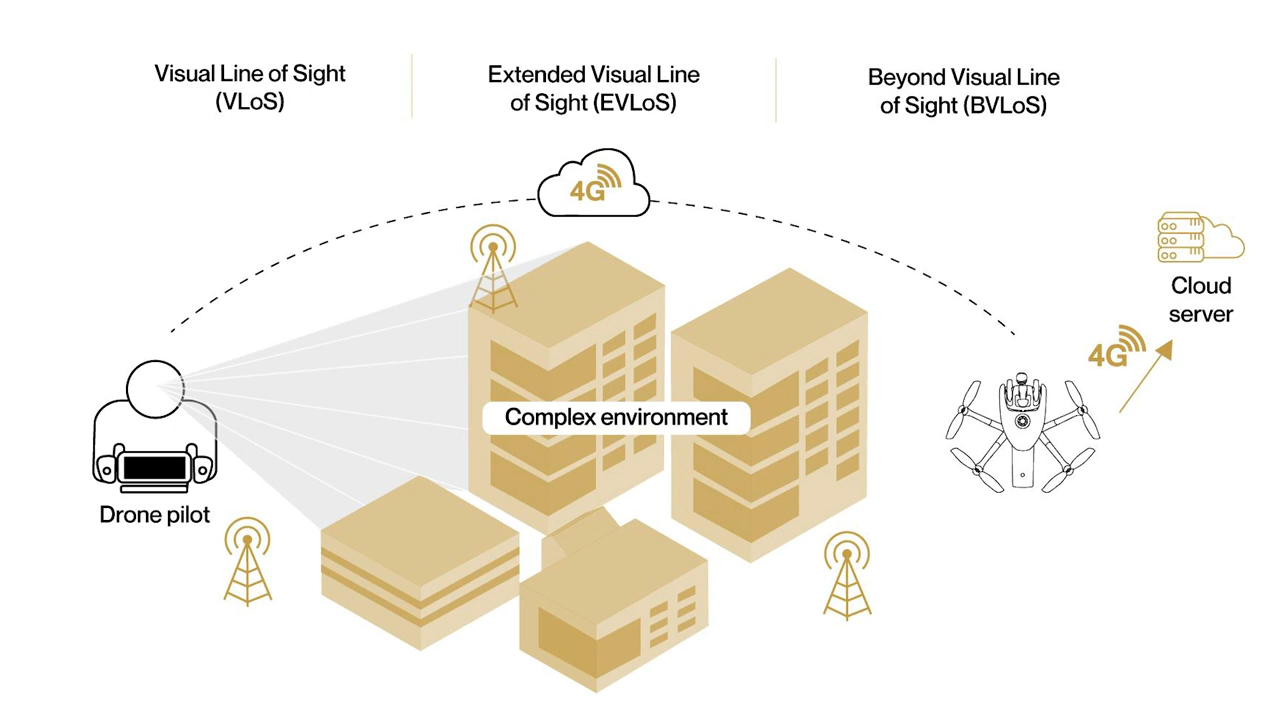 Visual Line of Sight
(VLoS)
Extended Visual Line
of Sight (EVLoS)
Beyond Visual Line
of Sight (BVLoS)
4G
Cloud
server
4G
Complex environment
Drone pilot